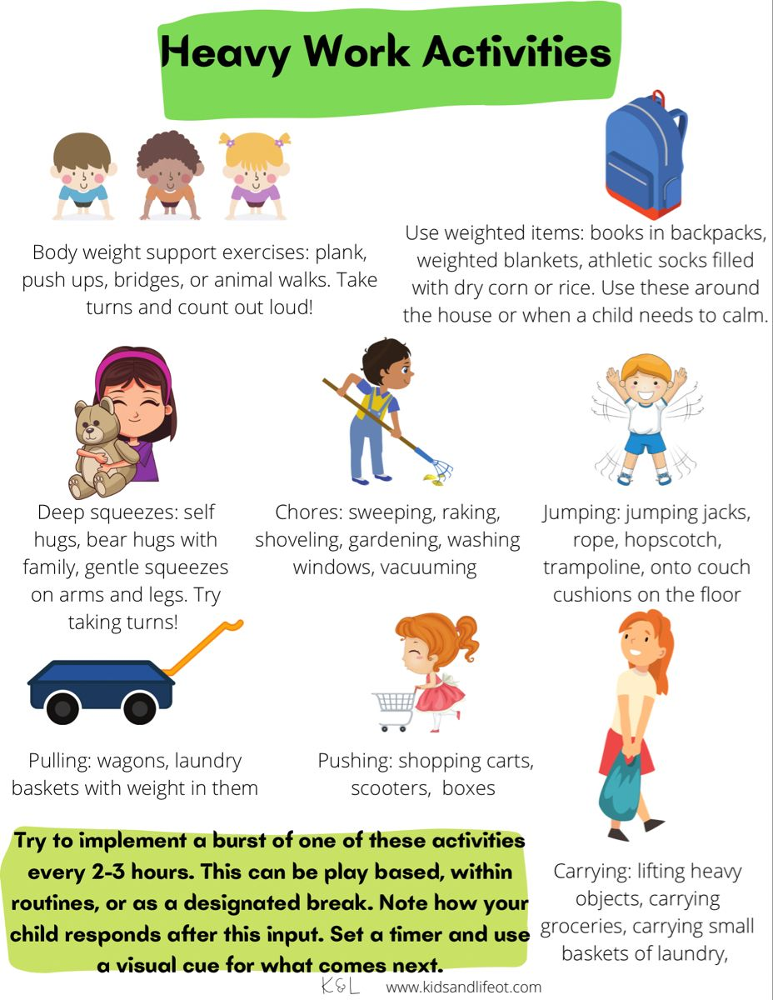 Heavy Work Activities
Body weight support exercises: plank,
push ups, bridges, or animal walks. Take
turns and count out loud!
Use weighted items: books in backpacks,
weighted blankets, athletic socks filled
with dry corn or rice. Use these around
the house or when a child needs to calm.
Deep squeezes: self
hugs, bear hugs with
family, gentle squeezes
on arms and legs. Try
taking turns!
Chores: sweeping, raking,
shoveling, gardening, washing
windows, vacuuming
Jumping: jumping jacks,
rope, hopscotch,
trampoline, onto couch
cushions on the floor
Pulling: wagons, laundry
baskets with weight in them
Pushing: shopping carts,
scooters, boxes
Carrying: lifting heavy
objects, carrying
groceries, carrying small
baskets of laundry,
Try to implement a burst of one of these activities
every 2-3 hours. This can be play based, within
routines, or as a designated break. Note how your
child responds after this input. Set a timer and use
a visual cue for what comes next.
K&L www.kidsandlifeot.com